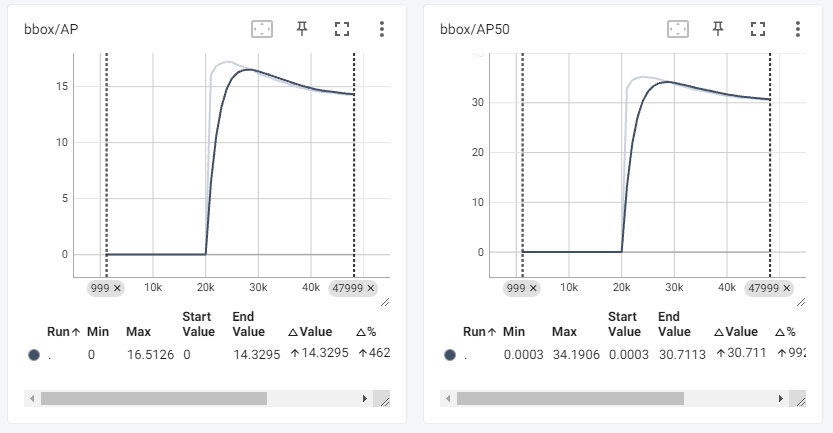 bbox/AP
15
10
5
0
999 ✕ 10k 20k 30k 40k 47999 ✕
Run↑ Min Max Start Value End Value △Value △%
. 0 16.5126 0 14.3295 ↑14.3295 ↑462
bbox/AP50
40
30
20
10
0
999 ✕ 10k 20k 30k 40k 47999 ✕
Run↑ Min Max Start Value End Value △Value △%
. 0.0003 34.1906 0.0003 30.7113 ↑30.711 ↑992